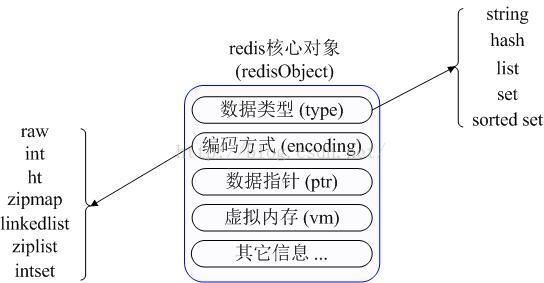 redis核心对象
(redisObject)
数据类型 (type)
编码方式 (encoding)
数据指针 (ptr)
虚拟内存 (vm)
其它信息 ...
string
hash
list
set
sorted set
raw
int
ht
zipmap
linkedlist
ziplist
intset